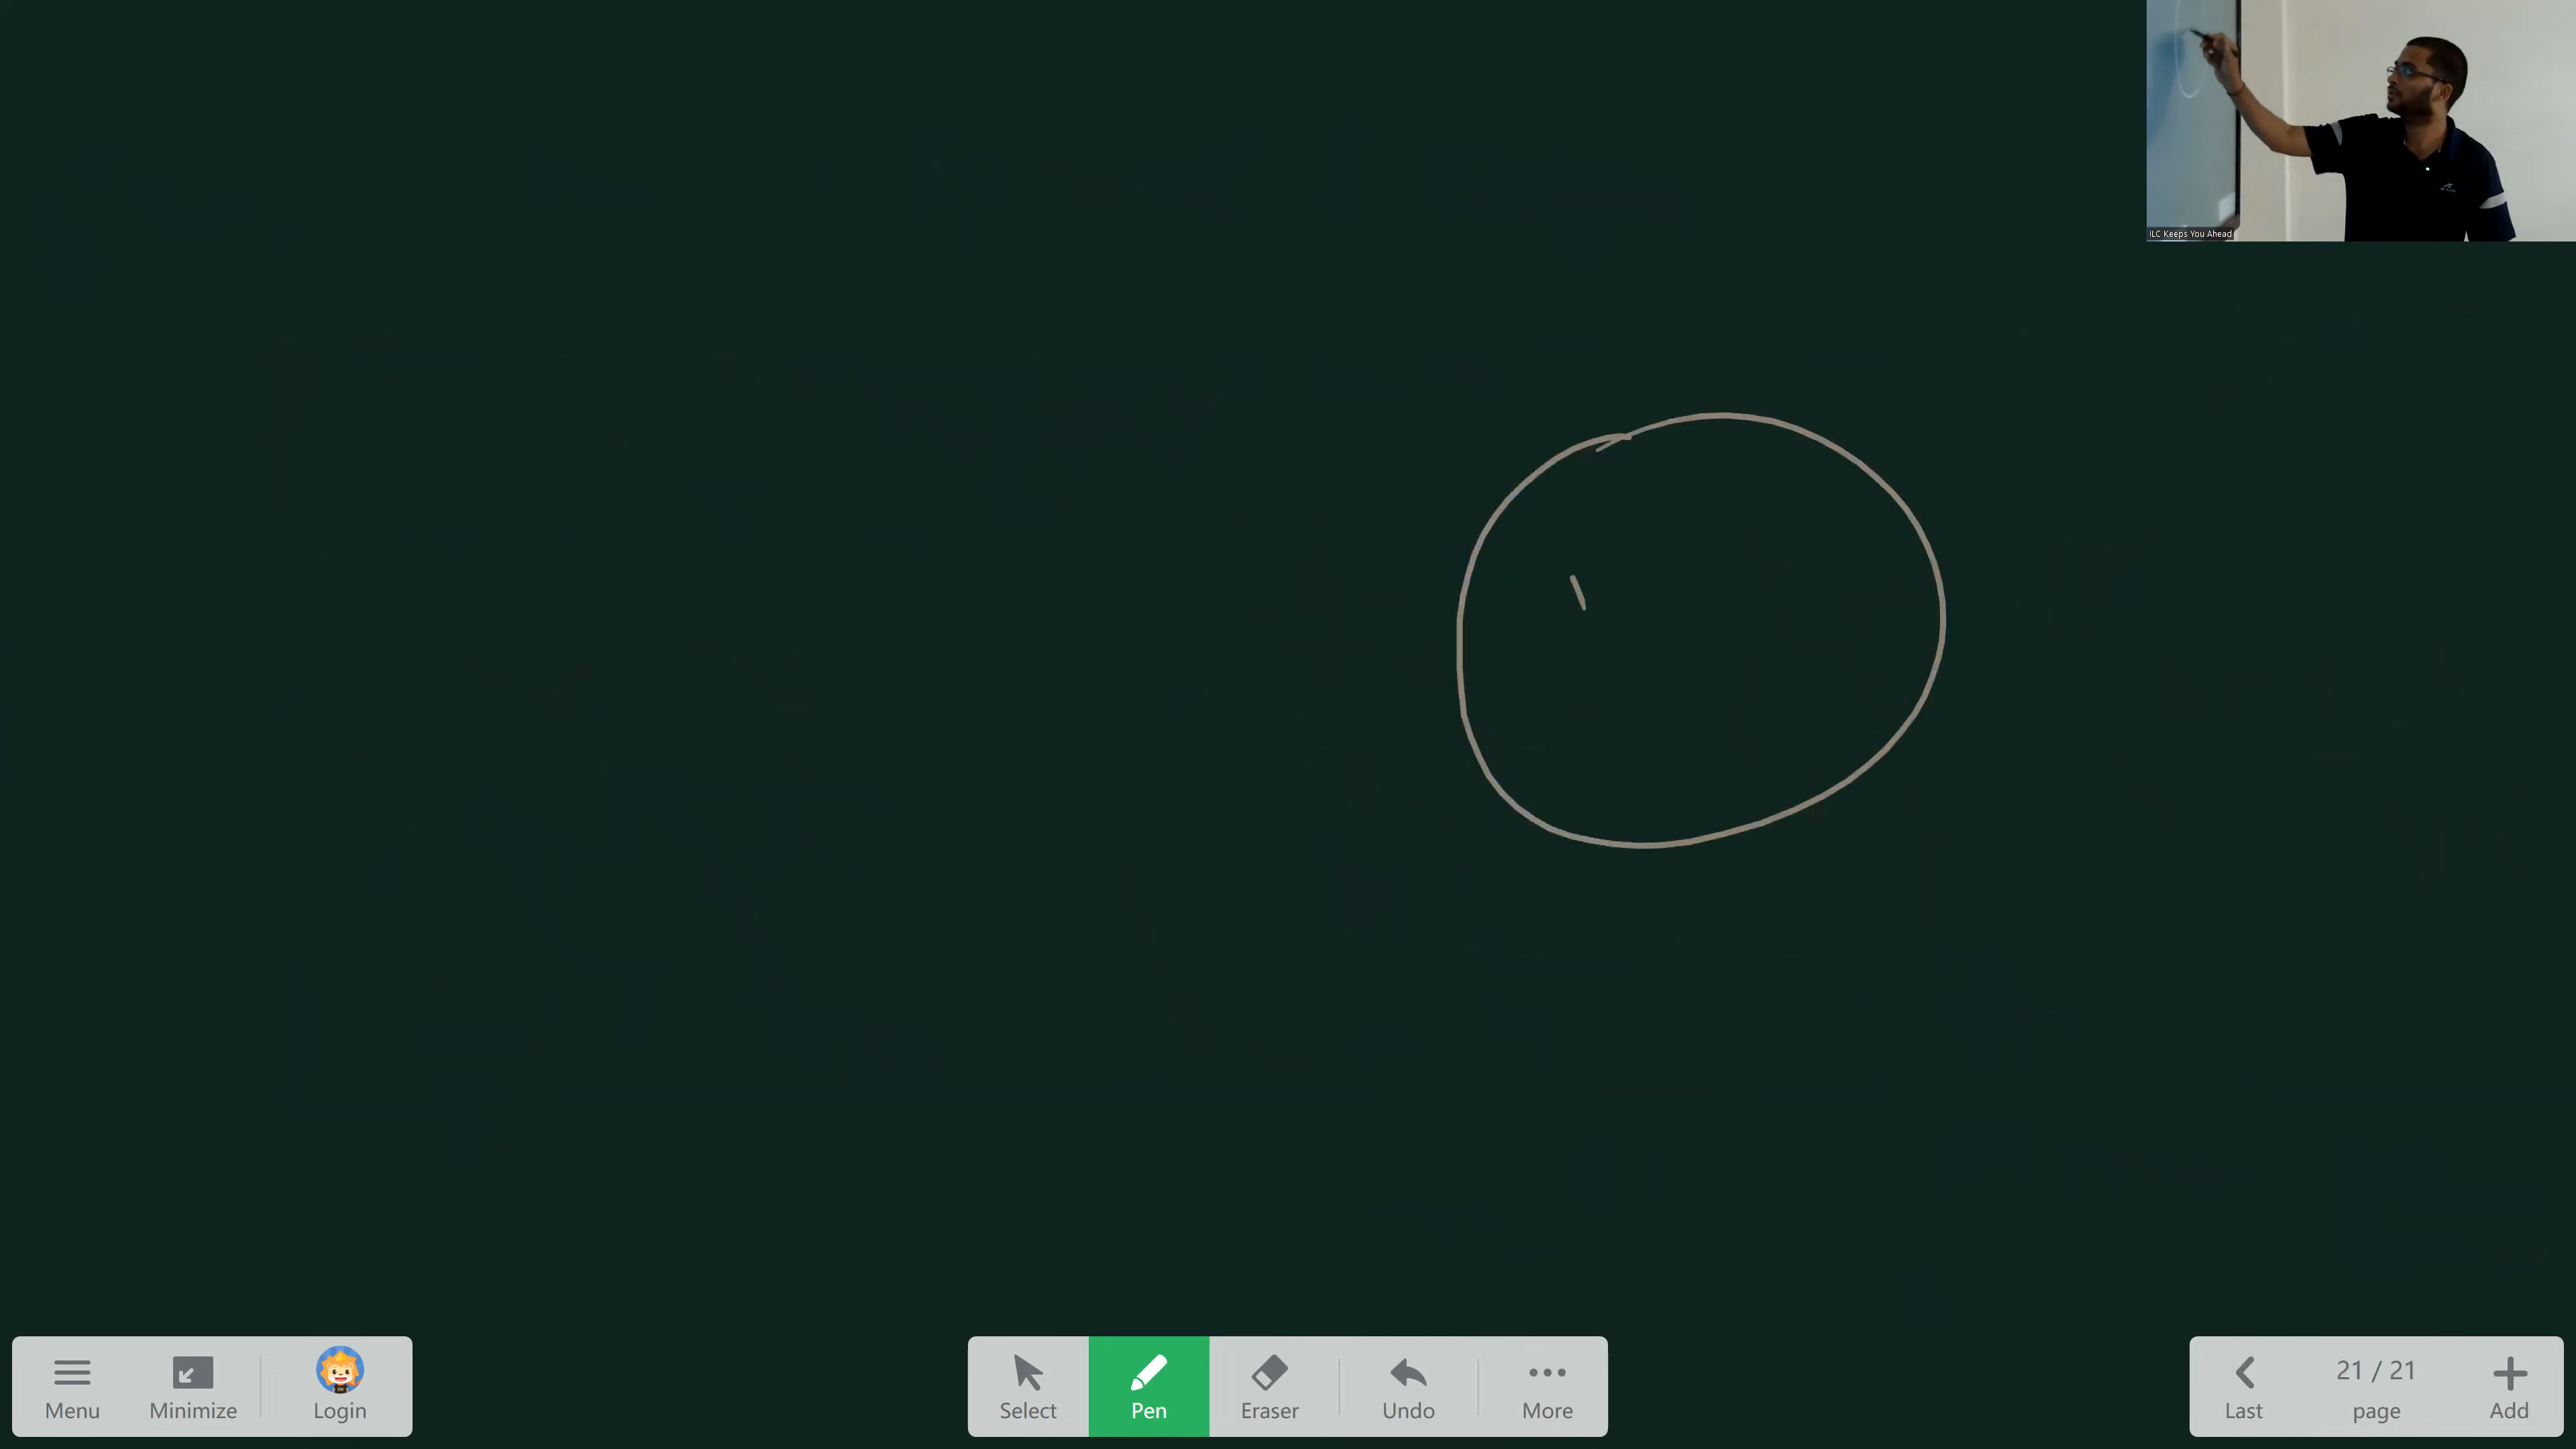 ILC Keeps You Ahead
Menu
Minimize
Login
Select
Pen
Eraser
Undo
More
Last
21 / 21
page
Add